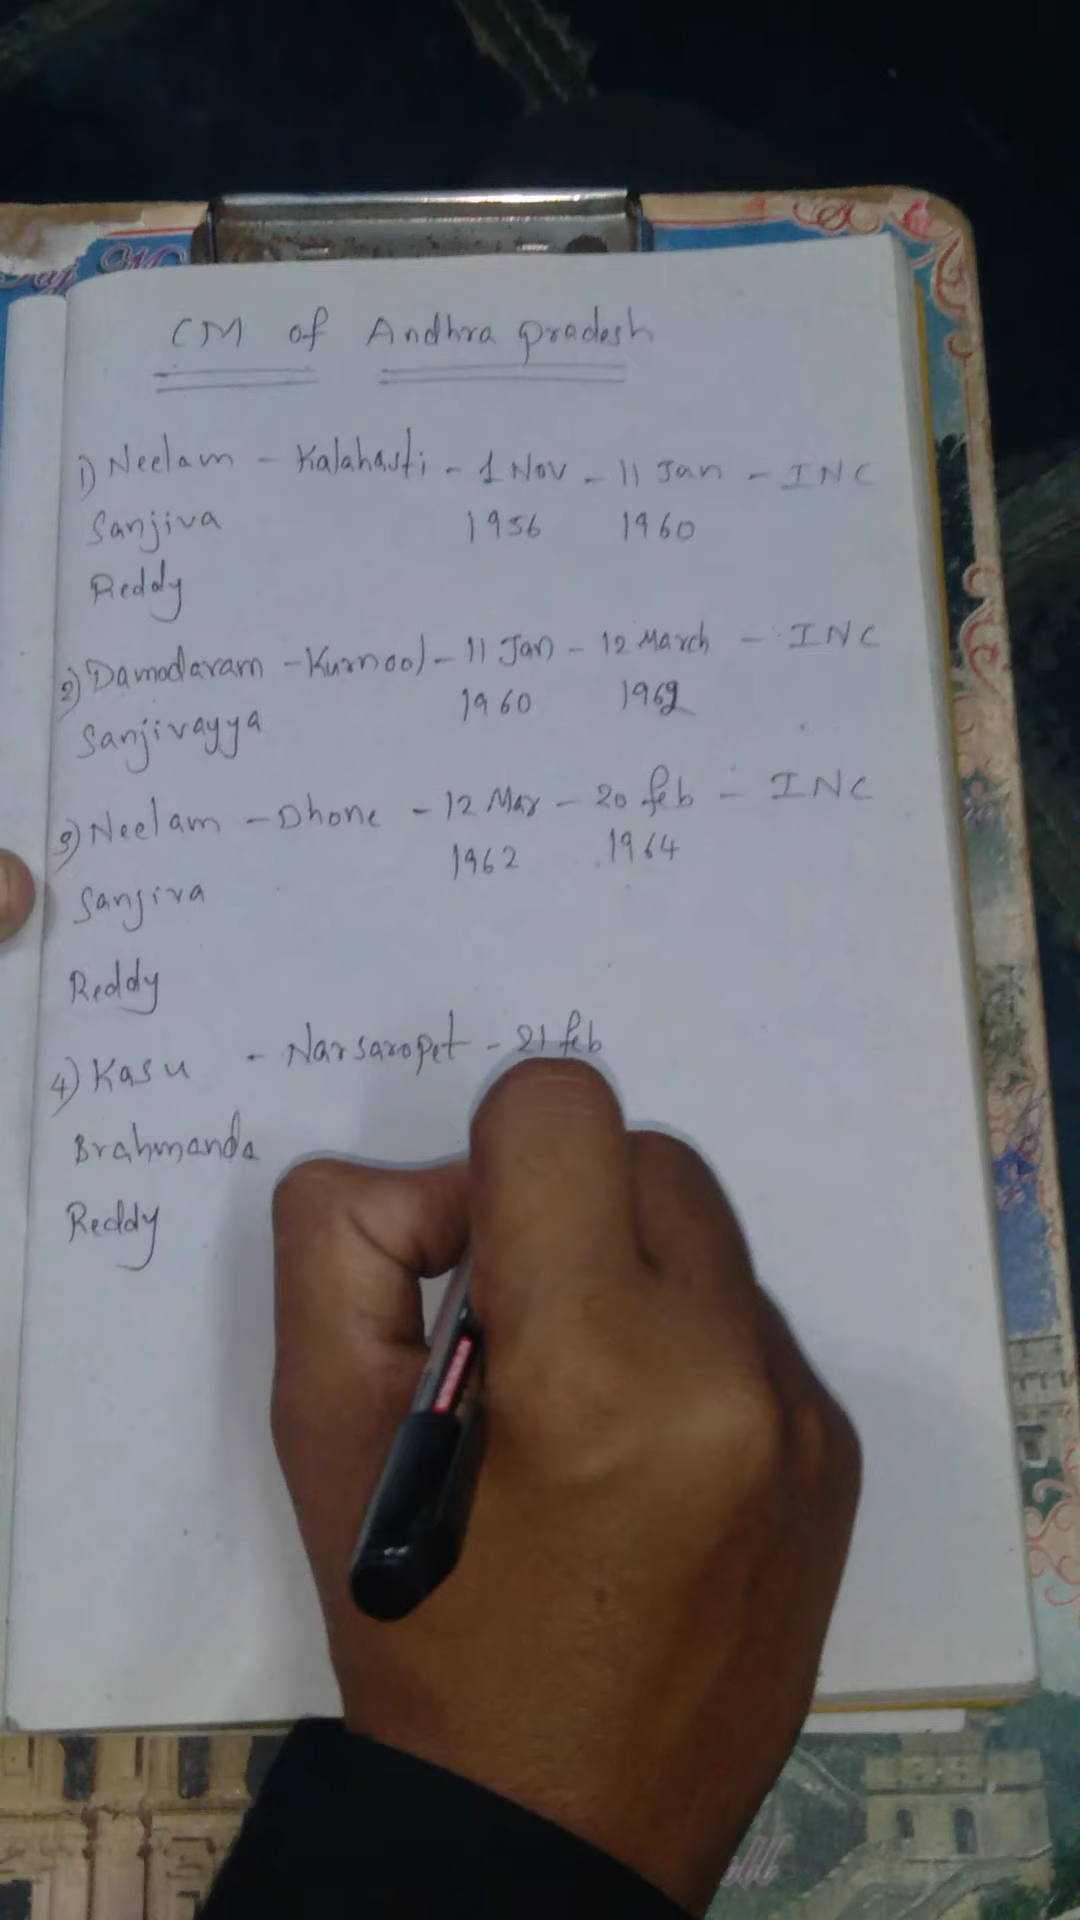 CM of Andhra pradesh
1) Neelam - Kalahasti - 1 Nov - 11 Jan - INC
Sanjiva 1956 1960
Reddy
2) Damodaram - Kurnool - 11 Jan - 12 March - INC
Sanjivayya 1960 1962
3) Neelam - Dhone - 12 Mar - 20 feb - INC
Sanjiva 1962 1964
Reddy
4) Kasu - Narsaropet - 21 feb
Brahmanda
Reddy